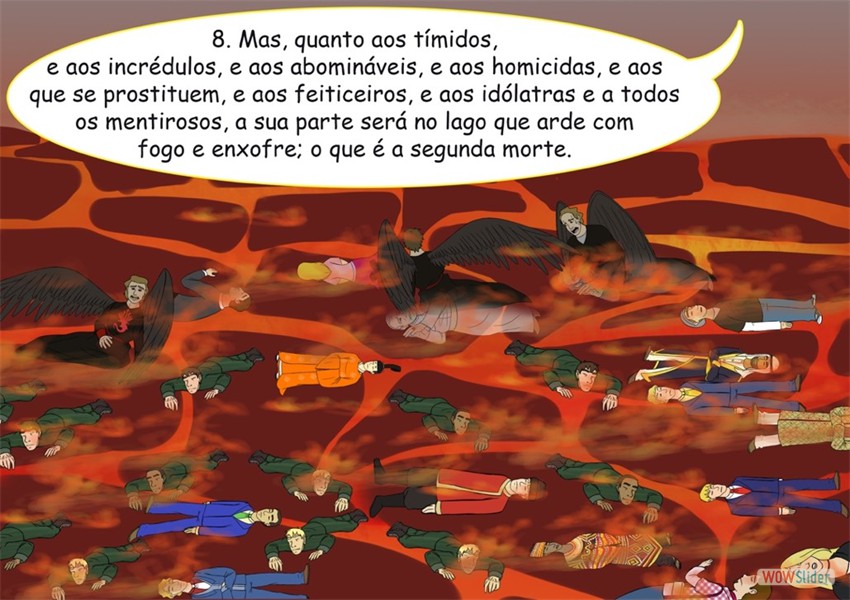 8. Mas, quanto aos tímidos,
e aos incrédulos, e aos abomináveis, e aos homicidas, e aos
que se prostituem, e aos feiticeiros, e aos idólatras e a todos
os mentirosos, a sua parte será no lago que arde com
fogo e enxofre; o que é a segunda morte.
WOWSlider